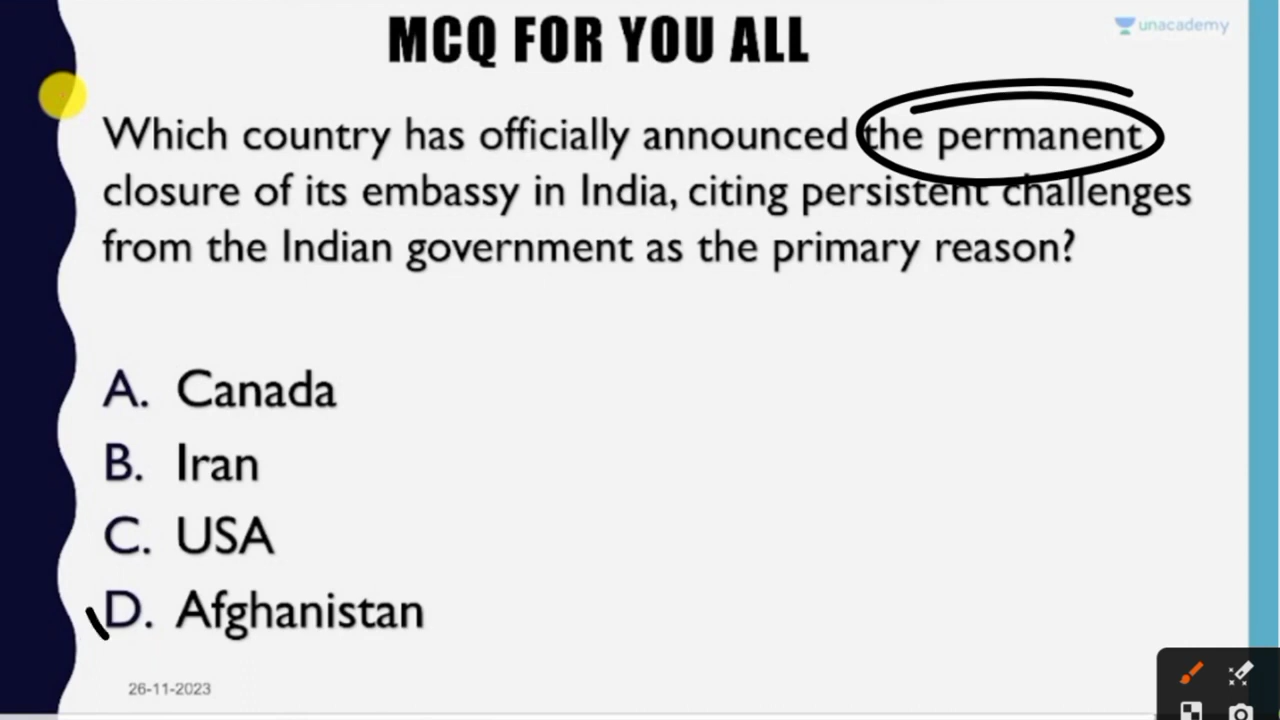 MCQ FOR YOU ALL
unacademy
Which country has officially announced the permanent
closure of its embassy in India, citing persistent challenges
from the Indian government as the primary reason?
A. Canada
B. Iran
C. USA
D. Afghanistan
26-11-2023